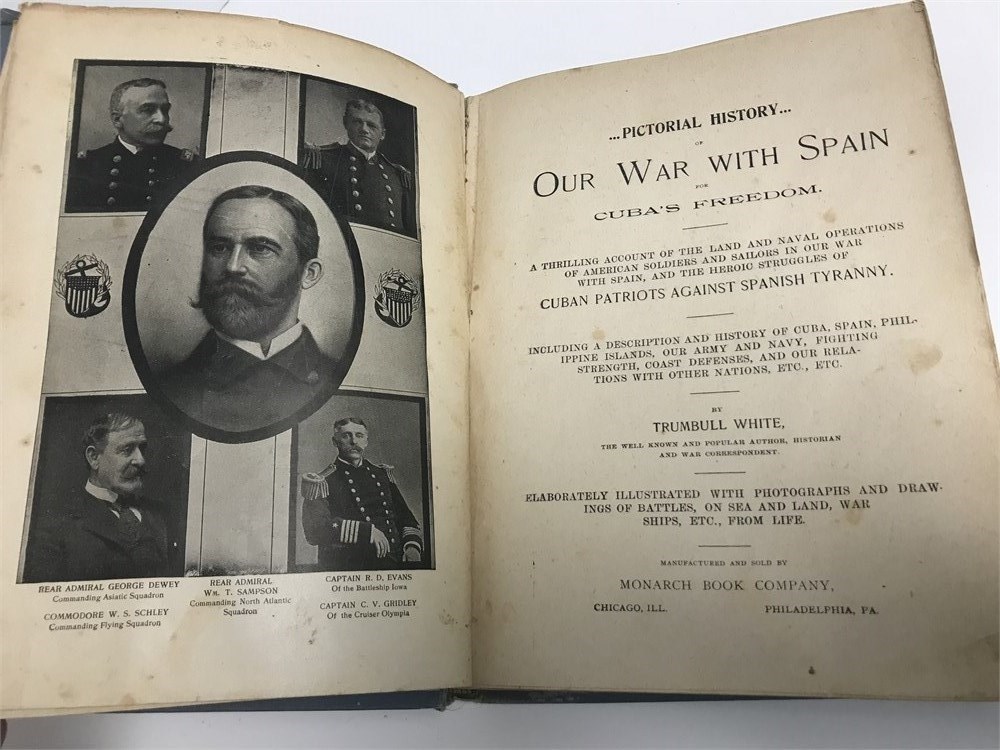 REAR ADMIRAL GEORGE DEWEY
Commanding Asiatic Squadron
COMMODORE W. S. SCHLEY
Commanding Flying Squadron
REAR ADMIRAL
WM. T. SAMPSON
Commanding North Atlantic
Squadron
CAPTAIN R. D. EVANS
Of the Battleship Iowa
CAPTAIN C. V. GRIDLEY
Of the Cruiser Olympia
...PICTORIAL HISTORY...
OF
OUR WAR WITH SPAIN
FOR
CUBA'S FREEDOM.
A THRILLING ACCOUNT OF THE LAND AND NAVAL OPERATIONS
OF AMERICAN SOLDIERS AND SAILORS IN OUR WAR
WITH SPAIN, AND THE HEROIC STRUGGLES OF
CUBAN PATRIOTS AGAINST SPANISH TYRANNY.
INCLUDING A DESCRIPTION AND HISTORY OF CUBA, SPAIN, PHIL-
IPPINE ISLANDS, OUR ARMY AND NAVY, FIGHTING
STRENGTH, COAST DEFENSES, AND OUR RELA-
TIONS WITH OTHER NATIONS, ETC., ETC.
BY
TRUMBULL WHITE,
THE WELL KNOWN AND POPULAR AUTHOR, HISTORIAN
AND WAR CORRESPONDENT.
ELABORATELY ILLUSTRATED WITH PHOTOGRAPHS AND DRAW-
INGS OF BATTLES, ON SEA AND LAND, WAR
SHIPS, ETC., FROM LIFE.
MANUFACTURED AND SOLD BY
MONARCH BOOK COMPANY,
CHICAGO, ILL. PHILADELPHIA, PA.